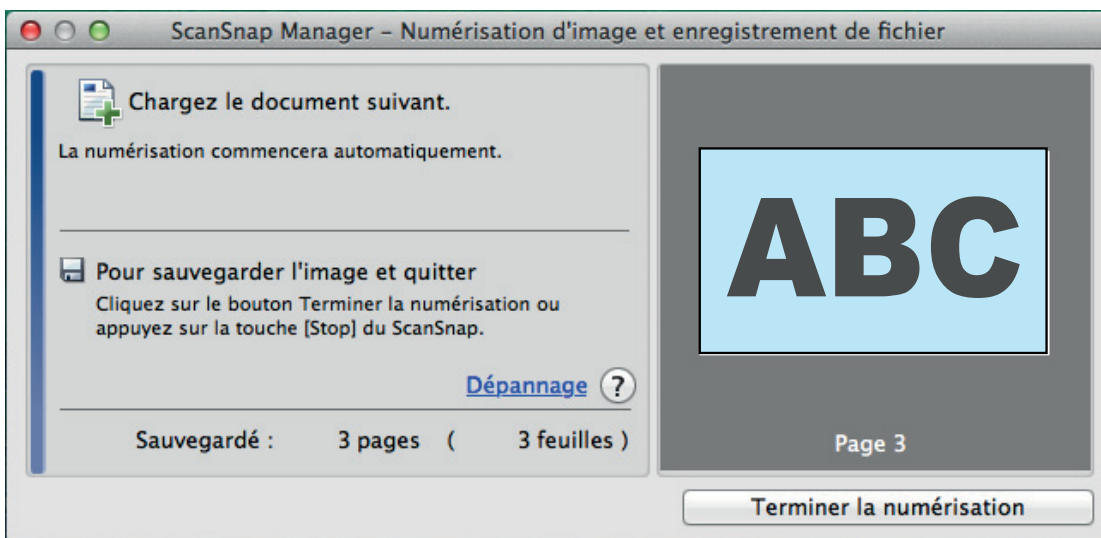 ScanSnap Manager – Numérisation d'image et enregistrement de fichier
Chargez le document suivant.
La numérisation commencera automatiquement.
Pour sauvegarder l'image et quitter
Cliquez sur le bouton Terminer la numérisation ou
appuyez sur la touche [Stop] du ScanSnap.
Dépannage ?
Sauvegardé : 3 pages ( 3 feuilles )
ABC
Page 3
Terminer la numérisation